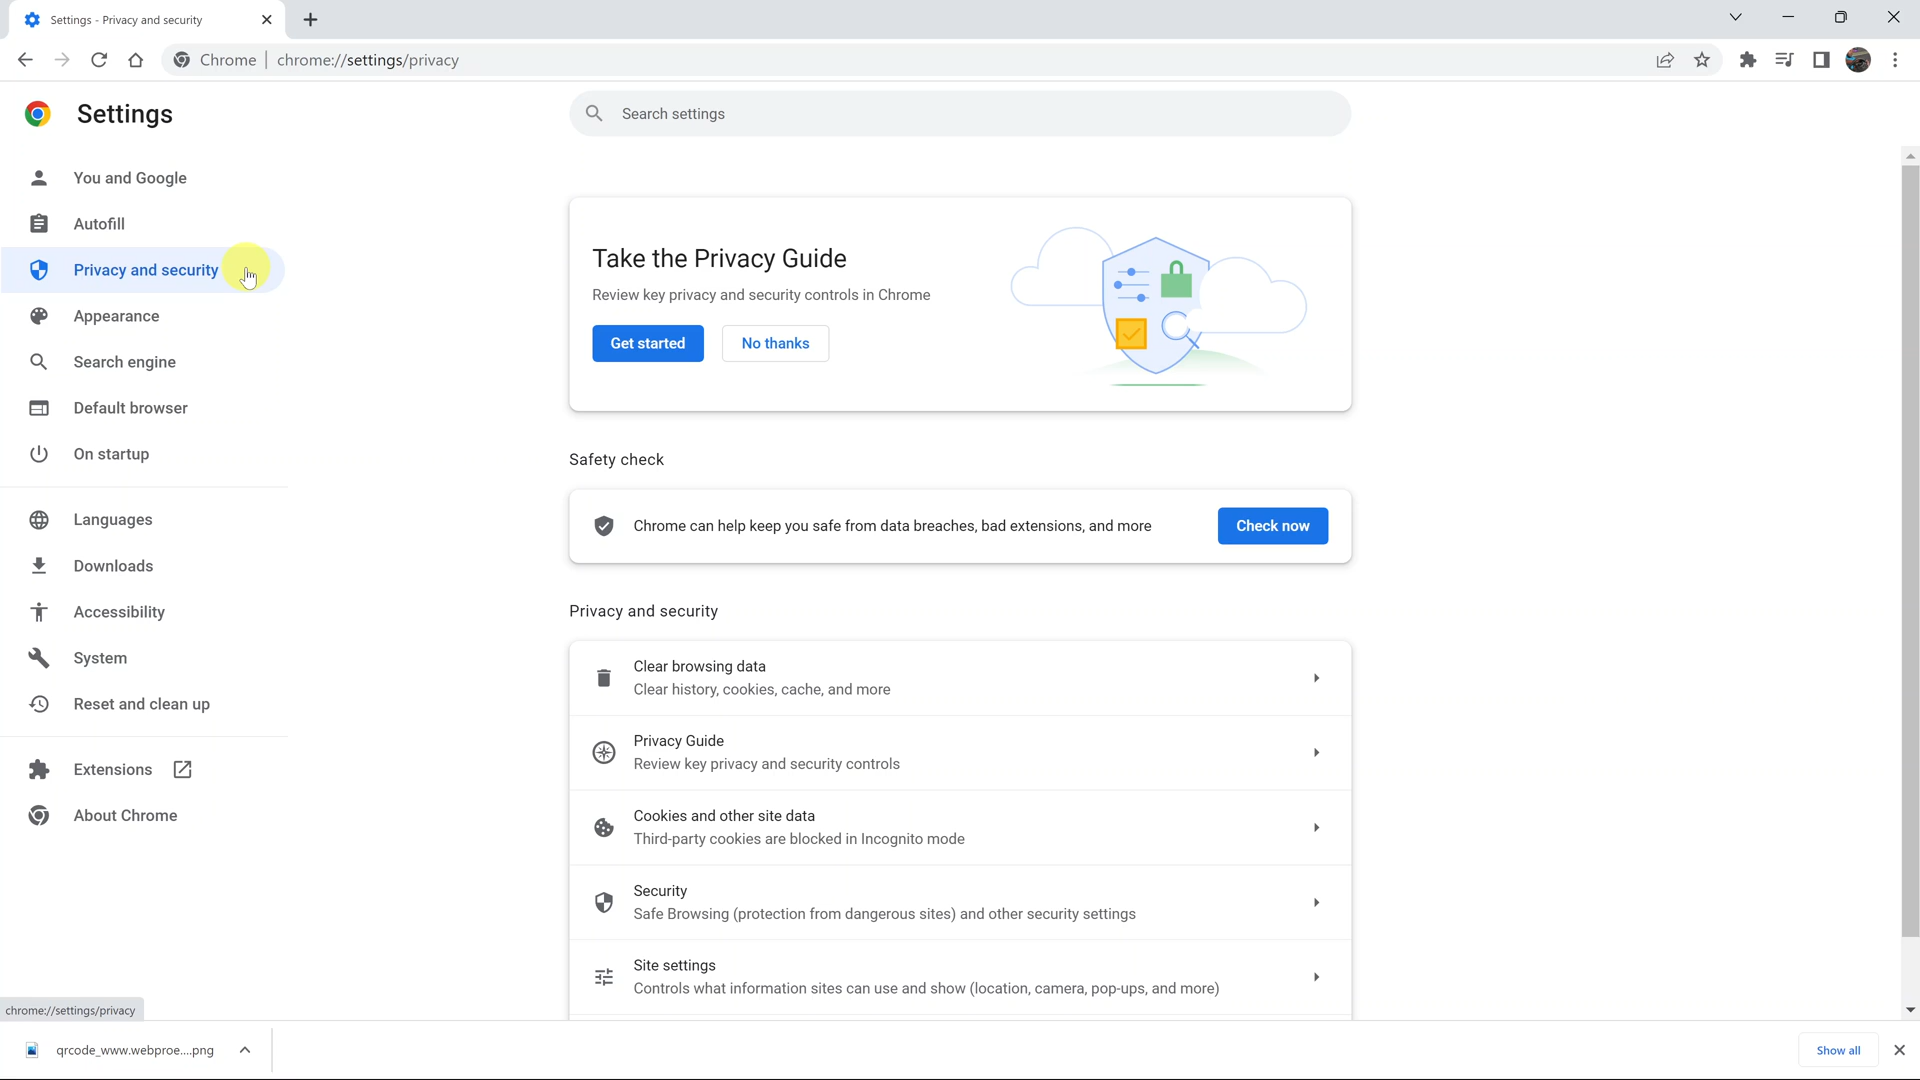 Settings - Privacy and security
Chrome | chrome://settings/privacy
Settings
Search settings
You and Google
Autofill
Privacy and security
Appearance
Search engine
Default browser
On startup
Languages
Downloads
Accessibility
System
Reset and clean up
Extensions
About Chrome
Take the Privacy Guide
Review key privacy and security controls in Chrome
Get started
No thanks
Safety check
Chrome can help keep you safe from data breaches, bad extensions, and more
Check now
Privacy and security
Clear browsing data
Clear history, cookies, cache, and more
Privacy Guide
Review key privacy and security controls
Cookies and other site data
Third-party cookies are blocked in Incognito mode
Security
Safe Browsing (protection from dangerous sites) and other security settings
Site settings
Controls what information sites can use and show (location, camera, pop-ups, and more)
chrome://settings/privacy
qrcode_www.webproe....png
Show all